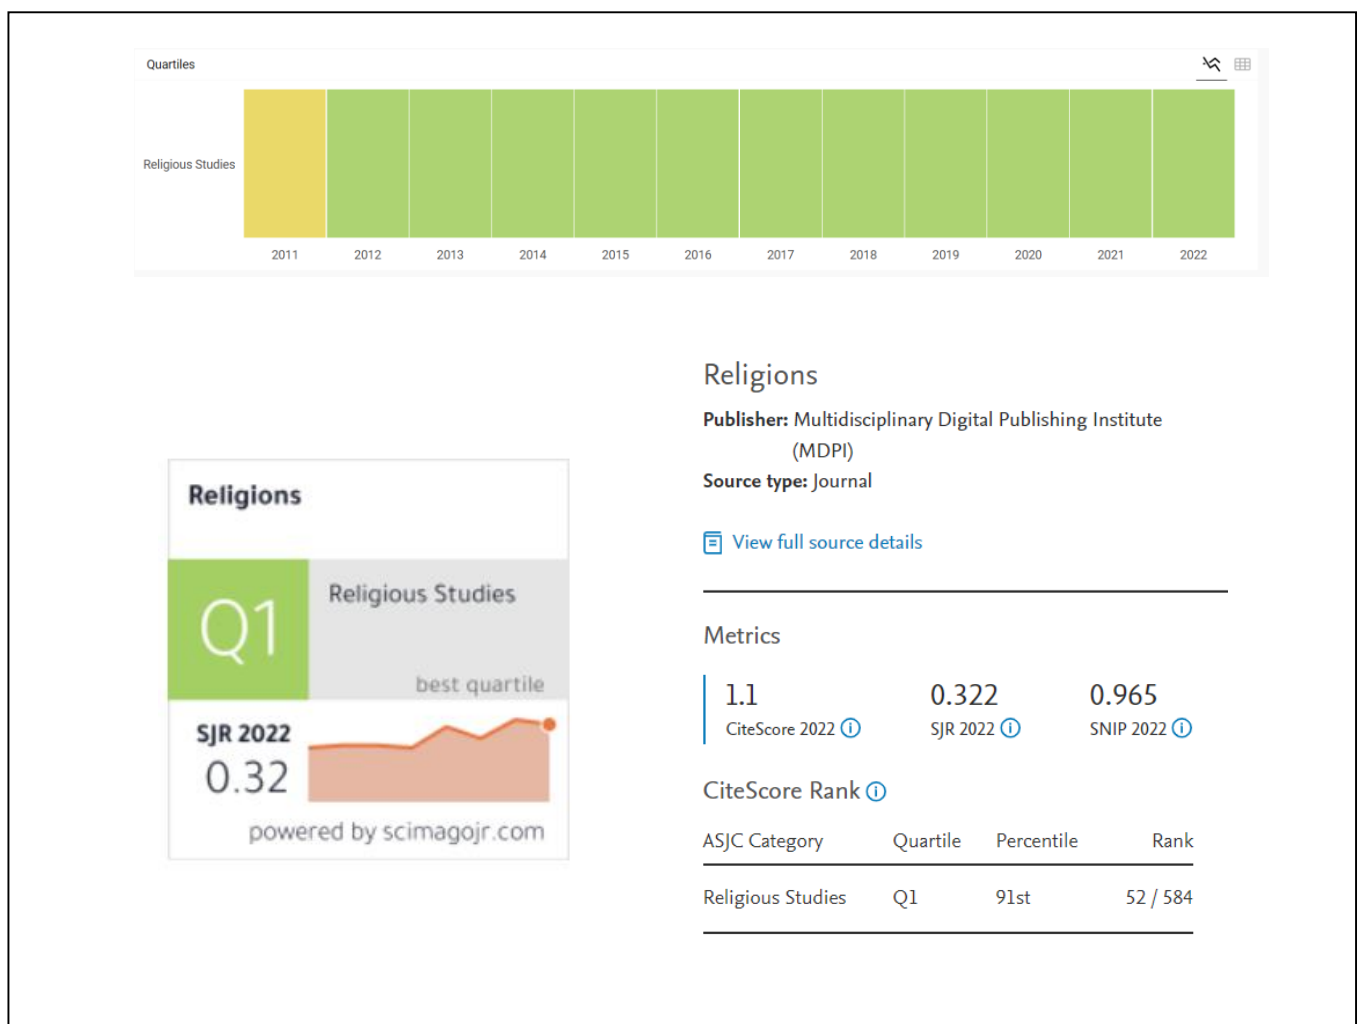 Quartiles
Religious Studies
2011 2012 2013 2014 2015 2016 2017 2018 2019 2020 2021 2022
Religions
Q1
Religious Studies
best quartile
SJR 2022
0.32
powered by scimagojr.com
Religions
Publisher: Multidisciplinary Digital Publishing Institute
(MDPI)
Source type: Journal
View full source details
Metrics
1.1 0.322 0.965
CiteScore 2022 SJR 2022 SNIP 2022
CiteScore Rank
ASJC Category Quartile Percentile Rank
Religious Studies Q1 91st 52 / 584